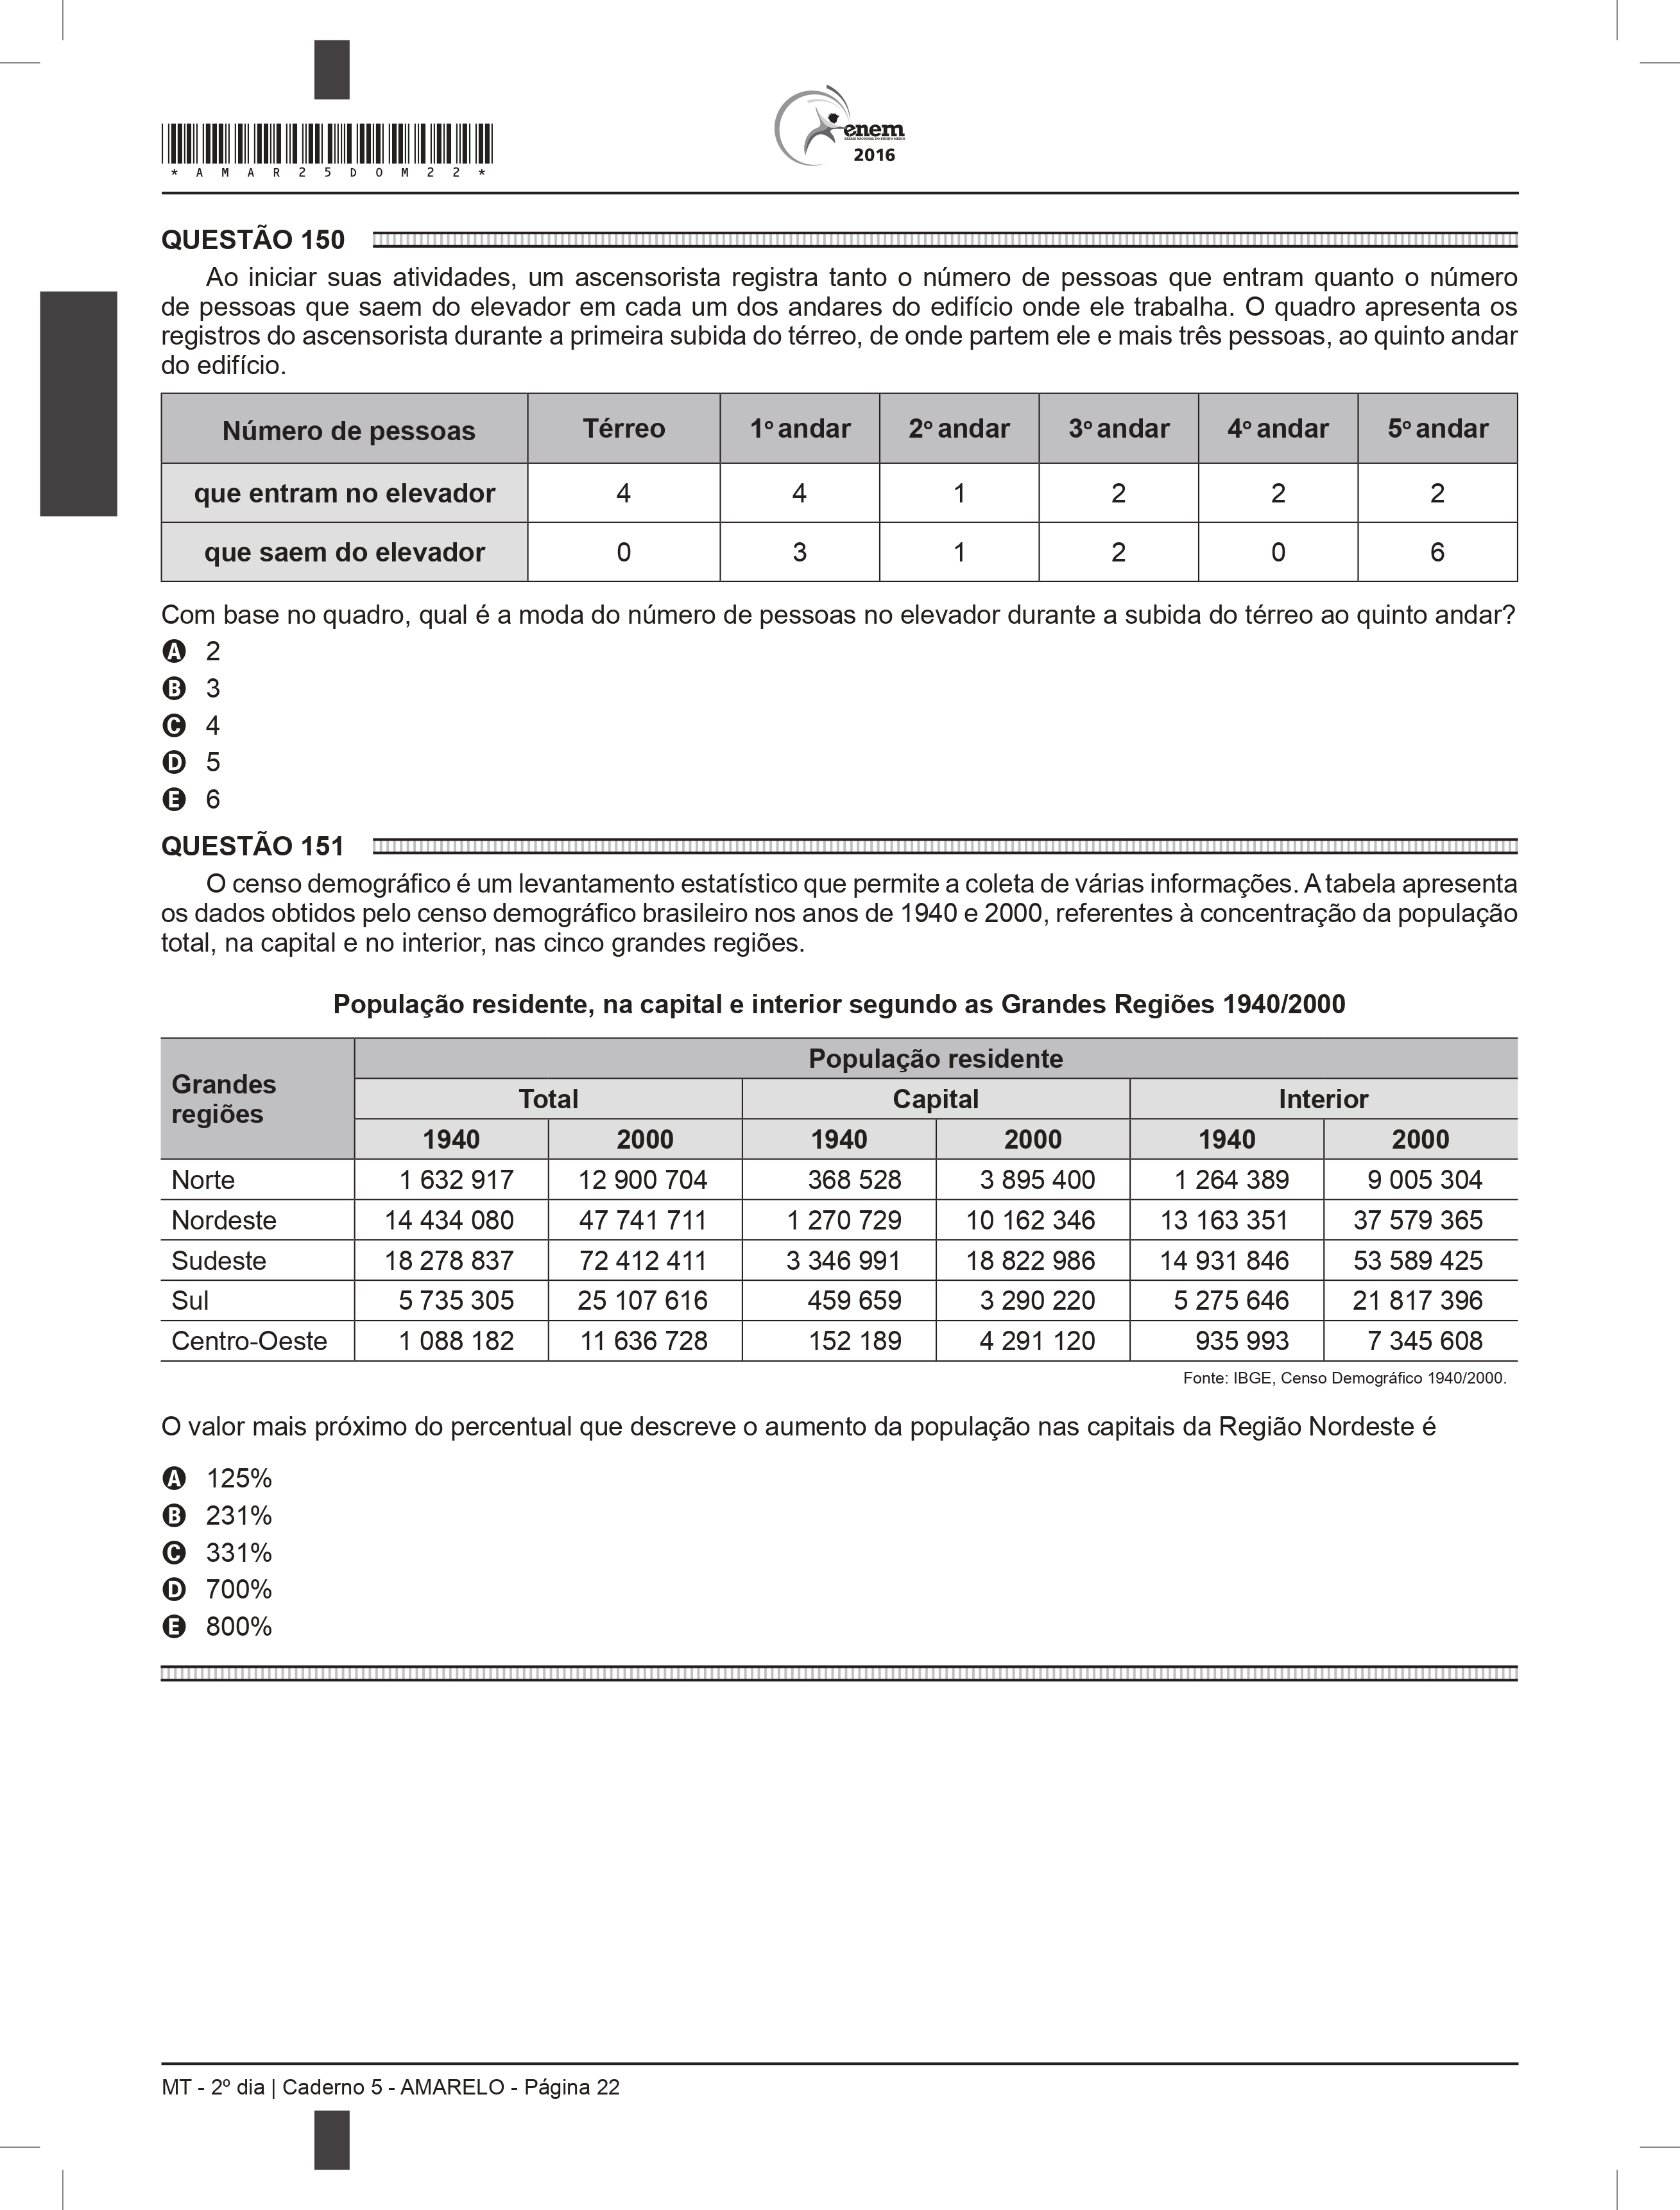 *AMAR25DOM22*
enem
2016
QUESTÃO 150
Ao iniciar suas atividades, um ascensorista registra tanto o número de pessoas que entram quanto o número
de pessoas que saem do elevador em cada um dos andares do edifício onde ele trabalha. O quadro apresenta os
registros do ascensorista durante a primeira subida do térreo, de onde partem ele e mais três pessoas, ao quinto andar
do edifício.
Número de pessoas Térreo 1º andar 2º andar 3º andar 4º andar 5º andar
que entram no elevador 4 4 1 2 2 2
que saem do elevador 0 3 1 2 0 6
Com base no quadro, qual é a moda do número de pessoas no elevador durante a subida do térreo ao quinto andar?
A 2
B 3
C 4
D 5
E 6
QUESTÃO 151
O censo demográfico é um levantamento estatístico que permite a coleta de várias informações. A tabela apresenta
os dados obtidos pelo censo demográfico brasileiro nos anos de 1940 e 2000, referentes à concentração da população
total, na capital e no interior, nas cinco grandes regiões.
População residente, na capital e interior segundo as Grandes Regiões 1940/2000
Grandes
regiões
População residente
Total Capital Interior
1940 2000 1940 2000 1940 2000
Norte 1 632 917 12 900 704 368 528 3 895 400 1 264 389 9 005 304
Nordeste 14 434 080 47 741 711 1 270 729 10 162 346 13 163 351 37 579 365
Sudeste 18 278 837 72 412 411 3 346 991 18 822 986 14 931 846 53 589 425
Sul 5 735 305 25 107 616 459 659 3 290 220 5 275 646 21 817 396
Centro-Oeste 1 088 182 11 636 728 152 189 4 291 120 935 993 7 345 608
Fonte: IBGE, Censo Demográfico 1940/2000.
O valor mais próximo do percentual que descreve o aumento da população nas capitais da Região Nordeste é
A 125%
B 231%
C 331%
D 700%
E 800%
MT - 2º dia | Caderno 5 - AMARELO - Página 22